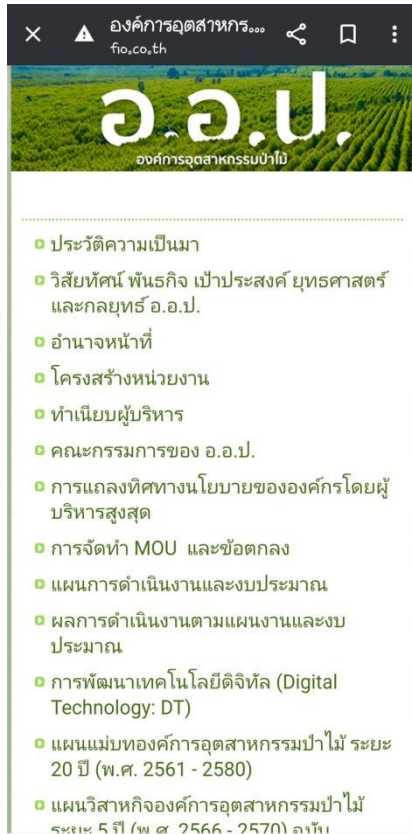 องค์การอุตสาหกร...
fio.co.th
อ.อ.ป.
องค์การอุตสาหกรรมป่าไม้
ประวัติความเป็นมา
วิสัยทัศน์ พันธกิจ เป้าประสงค์ ยุทธศาสตร์
และกลยุทธ์ อ.อ.ป.
อำนาจหน้าที่
โครงสร้างหน่วยงาน
ทำเนียบผู้บริหาร
คณะกรรมการของ อ.อ.ป.
การแถลงทิศทางนโยบายขององค์กรโดยผู้
บริหารสูงสุด
การจัดทำ MOU และข้อตกลง
แผนการดำเนินงานและงบประมาณ
ผลการดำเนินงานตามแผนงานและงบ
ประมาณ
การพัฒนาเทคโนโลยีดิจิทัล (Digital
Technology: DT)
แผนแม่บทองค์การอุตสาหกรรมป่าไม้ ระยะ
20 ปี (พ.ศ. 2561 - 2580)
แผนวิสาหกิจองค์การอุตสาหกรรมป่าไม้
ระยะ 5 ปี (พ.ศ. 2566 - 2570) ฉบับ